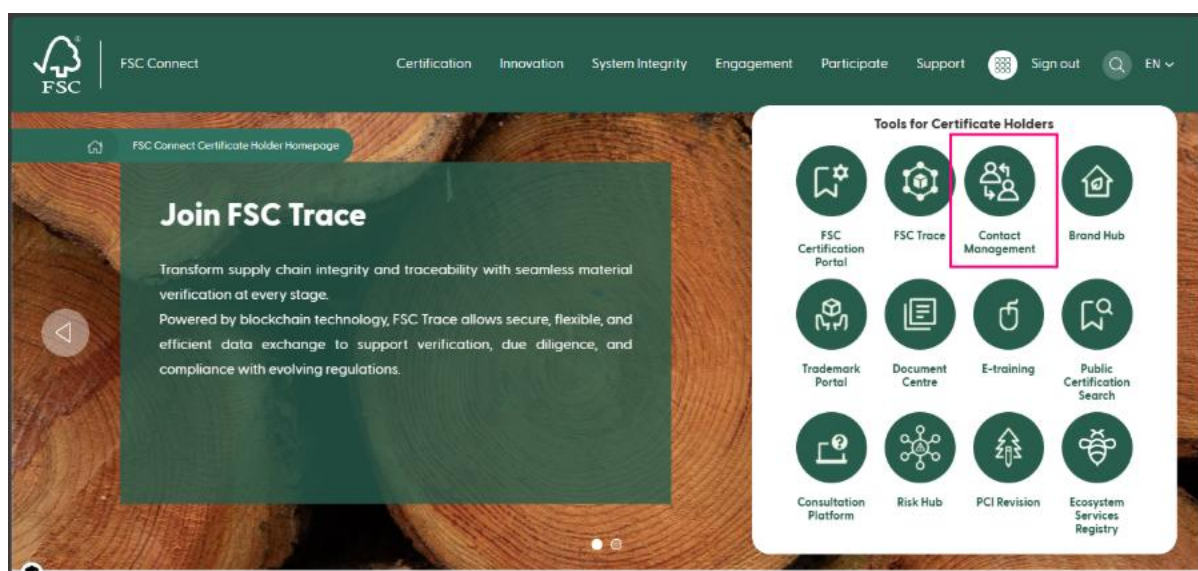 FSC
FSC Connect
Certification
Innovation
System Integrity
Engagement
Participate
Support
Sign out
EN
FSC Connect Certificate Holder Homepage
Join FSC Trace
Transform supply chain integrity and traceability with seamless material
verification at every stage.
Powered by blockchain technology, FSC Trace allows secure, flexible, and
efficient data exchange to support verification, due diligence, and
compliance with evolving regulations.
Tools for Certificate Holders
FSC
Certification
Portal
FSC Trace
Contact
Management
Brand Hub
Trademark
Portal
Document
Centre
E-training
Public
Certification
Search
Consultation
Platform
Risk Hub
PCI Revision
Ecosystem
Services
Registry